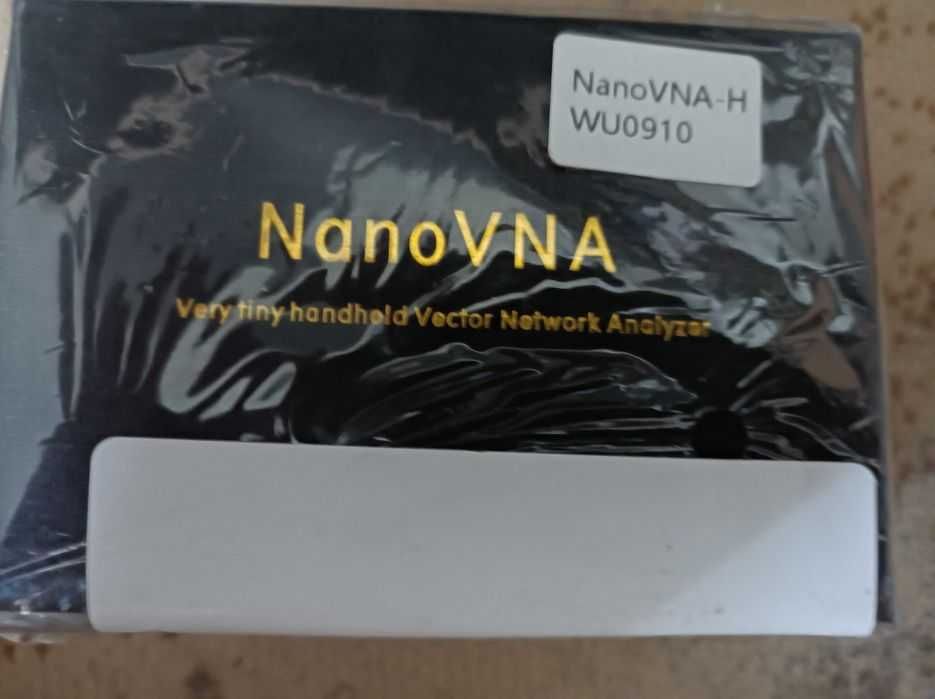 NanoVNA-H
WU0910
NanoVNA
Very tiny handheld Vector Network Analyzer